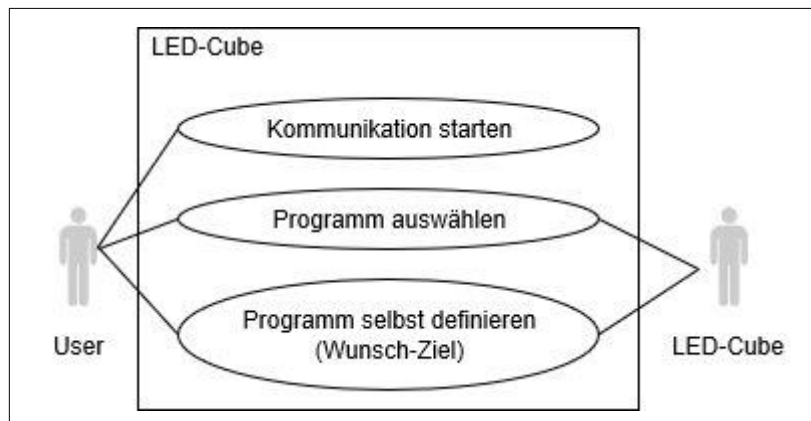 LED-Cube
Kommunikation starten
Programm auswählen
Programm selbst definieren
(Wunsch-Ziel)
User
LED-Cube